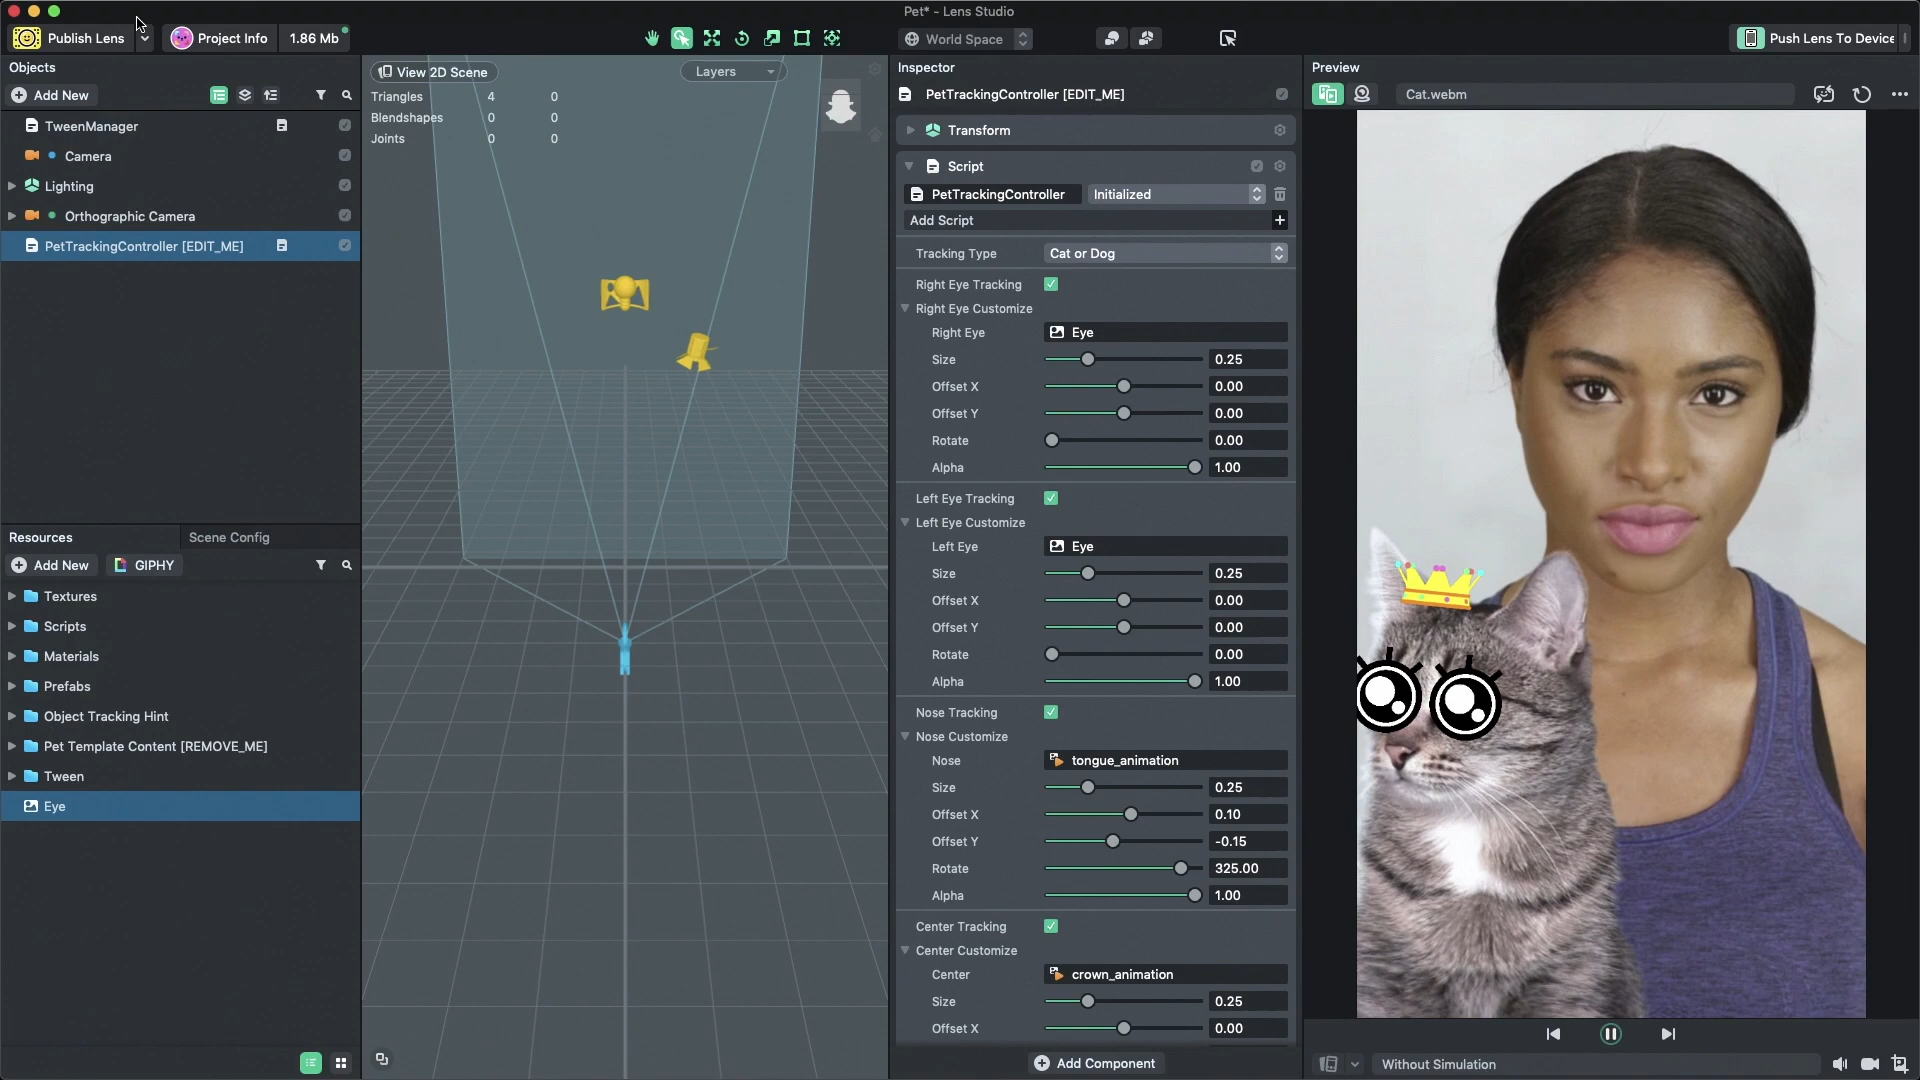 Pet* - Lens Studio
Publish Lens
Project Info
1.86 Mb
World Space
Push Lens To Device
Objects
Add New
TweenManager
Camera
Lighting
Orthographic Camera
PetTrackingController [EDIT_ME]
Resources
Scene Config
Add New
GIPHY
Textures
Scripts
Materials
Prefabs
Object Tracking Hint
Pet Template Content [REMOVE_ME]
Tween
Eye
View 2D Scene
Layers
Triangles 4 0
Blendshapes 0 0
Joints 0 0
Inspector
PetTrackingController [EDIT_ME]
Transform
Script
PetTrackingController Initialized
Add Script
Tracking Type Cat or Dog
Right Eye Tracking
Right Eye Customize
Right Eye Eye
Size 0.25
Offset X 0.00
Offset Y 0.00
Rotate 0.00
Alpha 1.00
Left Eye Tracking
Left Eye Customize
Left Eye Eye
Size 0.25
Offset X 0.00
Offset Y 0.00
Rotate 0.00
Alpha 1.00
Nose Tracking
Nose Customize
Nose tongue_animation
Size 0.25
Offset X 0.10
Offset Y -0.15
Rotate 325.00
Alpha 1.00
Center Tracking
Center Customize
Center crown_animation
Size 0.25
Offset X 0.00
Add Component
Preview
Cat.webm
Without Simulation